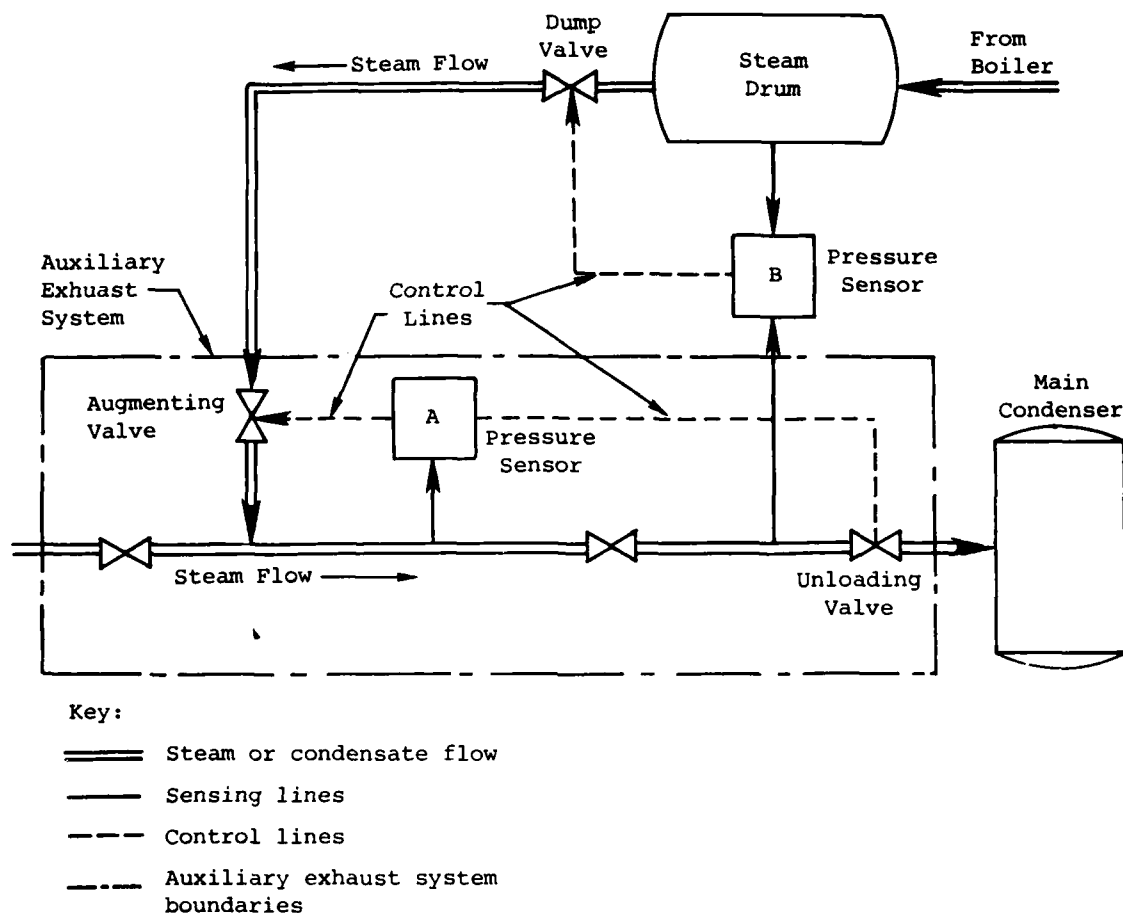 Dump
Valve
Steam Flow
Steam
Drum
From
Boiler
Auxiliary
Exhuast
System
Control
Lines
B
Pressure
Sensor
Augmenting
Valve
A
Pressure
Sensor
Main
Condenser
Steam Flow
Unloading
Valve
Key:
Steam or condensate flow
Sensing lines
Control lines
Auxiliary exhaust system
boundaries